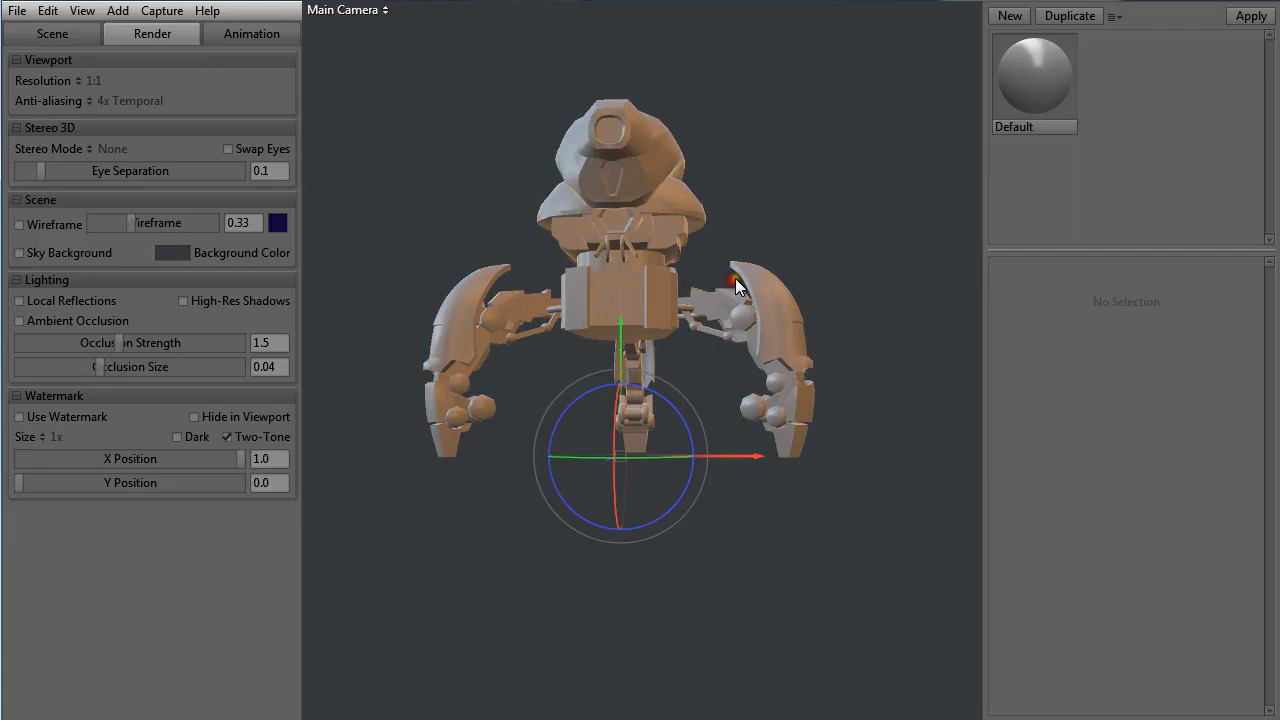 File Edit View Add Capture Help Main Camera New Duplicate Apply
Scene Render Animation
Viewport
Resolution 1:1
Anti-aliasing 4x Temporal
Stereo 3D
Stereo Mode None Swap Eyes
Eye Separation 0.1
Scene
Wireframe Wireframe 0.33
Sky Background Background Color
Lighting
Local Reflections High-Res Shadows
Ambient Occlusion
Occlusion Strength 1.5
Occlusion Size 0.04
Watermark
Use Watermark Hide in Viewport
Size 1x Dark Two-Tone
X Position 1.0
Y Position 0.0
Default
No Selection